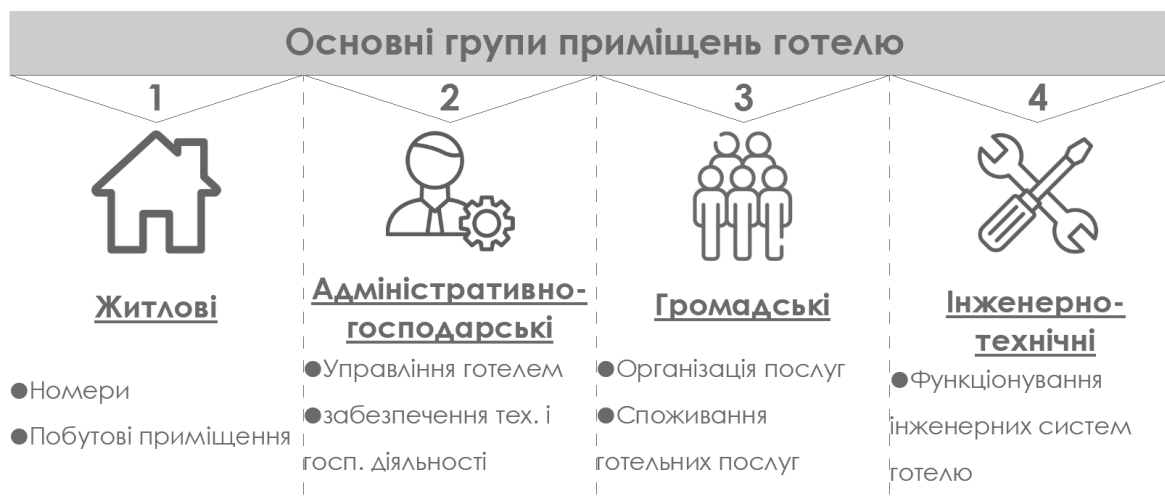 Основні групи приміщень готелю
1
Житлові
●Номери
●Побутові приміщення
2
Адміністративно-
господарські
●Управління готелем
●забезпечення тех. і
госп. діяльності
3
Громадські
●Організація послуг
●Споживання
готельних послуг
4
Інженерно-
технічні
●Функціонування
інженерних систем
готелю